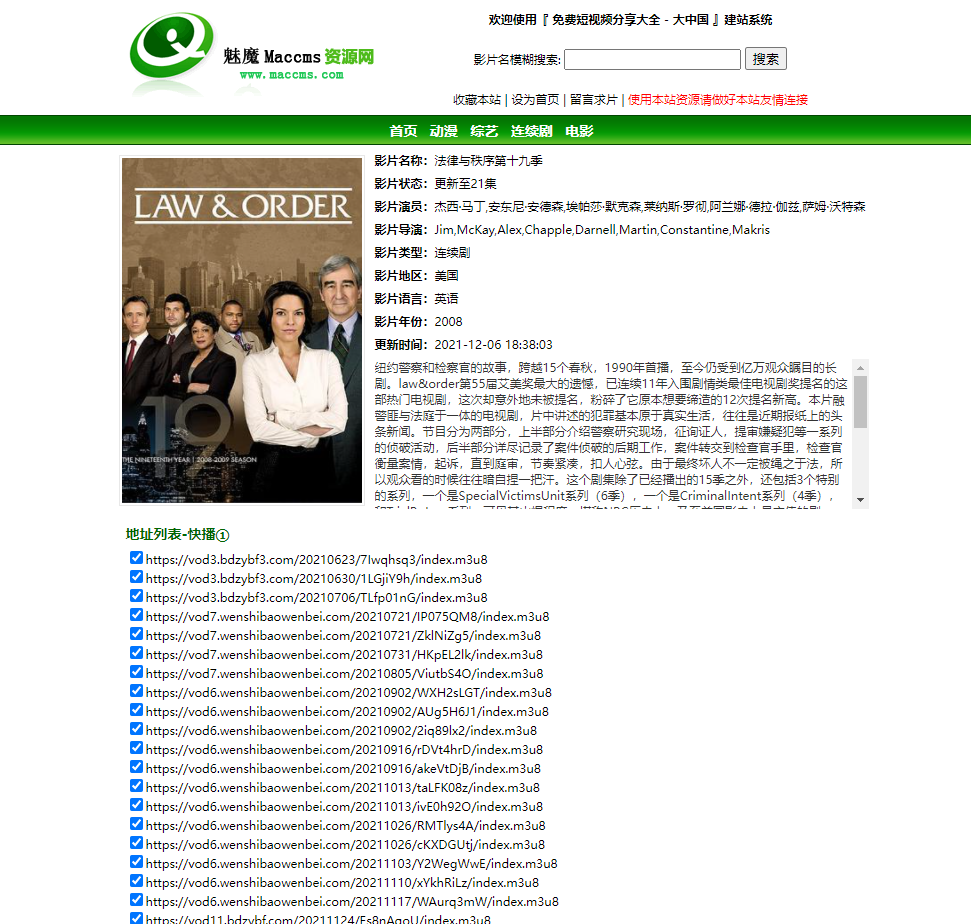 欢迎使用『 免费短视频分享大全 - 大中国 』建站系统
魅魔 Maccms 资源网
www.maccms.com
影片名模糊搜索:
搜索
收藏本站 | 设为首页 | 留言求片 | 使用本站资源请做好本站友情连接
首页 动漫 综艺 连续剧 电影
LAW & ORDER
19
THE NINETEENTH YEAR | 2008-2009 SEASON
影片名称：法律与秩序第十九季
影片状态：更新至21集
影片演员：杰西·马丁,安东尼·安德森,埃帕莎·默克森,莱纳斯·罗彻,阿兰娜·德拉·伽兹,萨姆·沃特森
影片导演：Jim,McKay,Alex,Chapple,Darnell,Martin,Constantine,Makris
影片类型：连续剧
影片地区：美国
影片语言：英语
影片年份：2008
更新时间：2021-12-06 18:38:03
纽约警察和检察官的故事，跨越15个春秋，1990年首播，至今仍受到亿万观众瞩目的长
剧。law&order第55届艾美奖最大的遗憾，已连续11年入围剧情类最佳电视剧奖提名的这
部热门电视剧，这次却意外地未被提名，粉碎了它原本想要缔造的12次提名新高。本片融
警匪与法庭于一体的电视剧，片中讲述的犯罪基本原于真实生活，往往是近期报纸上的头
条新闻。节目分为两部分，上半部分介绍警察研究现场，征询证人，提审嫌疑犯等一系列
的侦破活动，后半部分详尽记录了案件侦破的后期工作，案件转交到检查官手里，检查官
衡量案情，起诉，直到庭审，节奏紧凑，扣人心弦。由于最终坏人不一定被绳之于法，所
以观众看的时候往往暗自捏一把汗。这个剧集除了已经播出的15季之外，还包括3个特别
的系列，一个是SpecialVictimsUnit系列（6季），一个是CriminalIntent系列（4季），
地址列表-快播①
https://vod3.bdzybf3.com/20210623/7Iwqhsq3/index.m3u8
https://vod3.bdzybf3.com/20210630/1LGjiY9h/index.m3u8
https://vod3.bdzybf3.com/20210706/TLfp01nG/index.m3u8
https://vod7.wenshibaowenbei.com/20210721/IP075QM8/index.m3u8
https://vod7.wenshibaowenbei.com/20210721/ZklNiZg5/index.m3u8
https://vod7.wenshibaowenbei.com/20210731/HKpEL2lk/index.m3u8
https://vod7.wenshibaowenbei.com/20210805/ViutbS4O/index.m3u8
https://vod6.wenshibaowenbei.com/20210902/WXH2sLGT/index.m3u8
https://vod6.wenshibaowenbei.com/20210902/AUg5H6J1/index.m3u8
https://vod6.wenshibaowenbei.com/20210902/2iq89lx2/index.m3u8
https://vod6.wenshibaowenbei.com/20210916/rDVt4hrD/index.m3u8
https://vod6.wenshibaowenbei.com/20210916/akeVtDjB/index.m3u8
https://vod6.wenshibaowenbei.com/20211013/taLFK08z/index.m3u8
https://vod6.wenshibaowenbei.com/20211013/ivE0h92O/index.m3u8
https://vod6.wenshibaowenbei.com/20211026/RMTlys4A/index.m3u8
https://vod6.wenshibaowenbei.com/20211026/cKXDGUtj/index.m3u8
https://vod6.wenshibaowenbei.com/20211103/Y2WegWwE/index.m3u8
https://vod6.wenshibaowenbei.com/20211110/xYkhRiLz/index.m3u8
https://vod6.wenshibaowenbei.com/20211117/WAurq3mW/index.m3u8
https://vod11.bdzybf.com/20211124/Es8nAqoU/index.m3u8